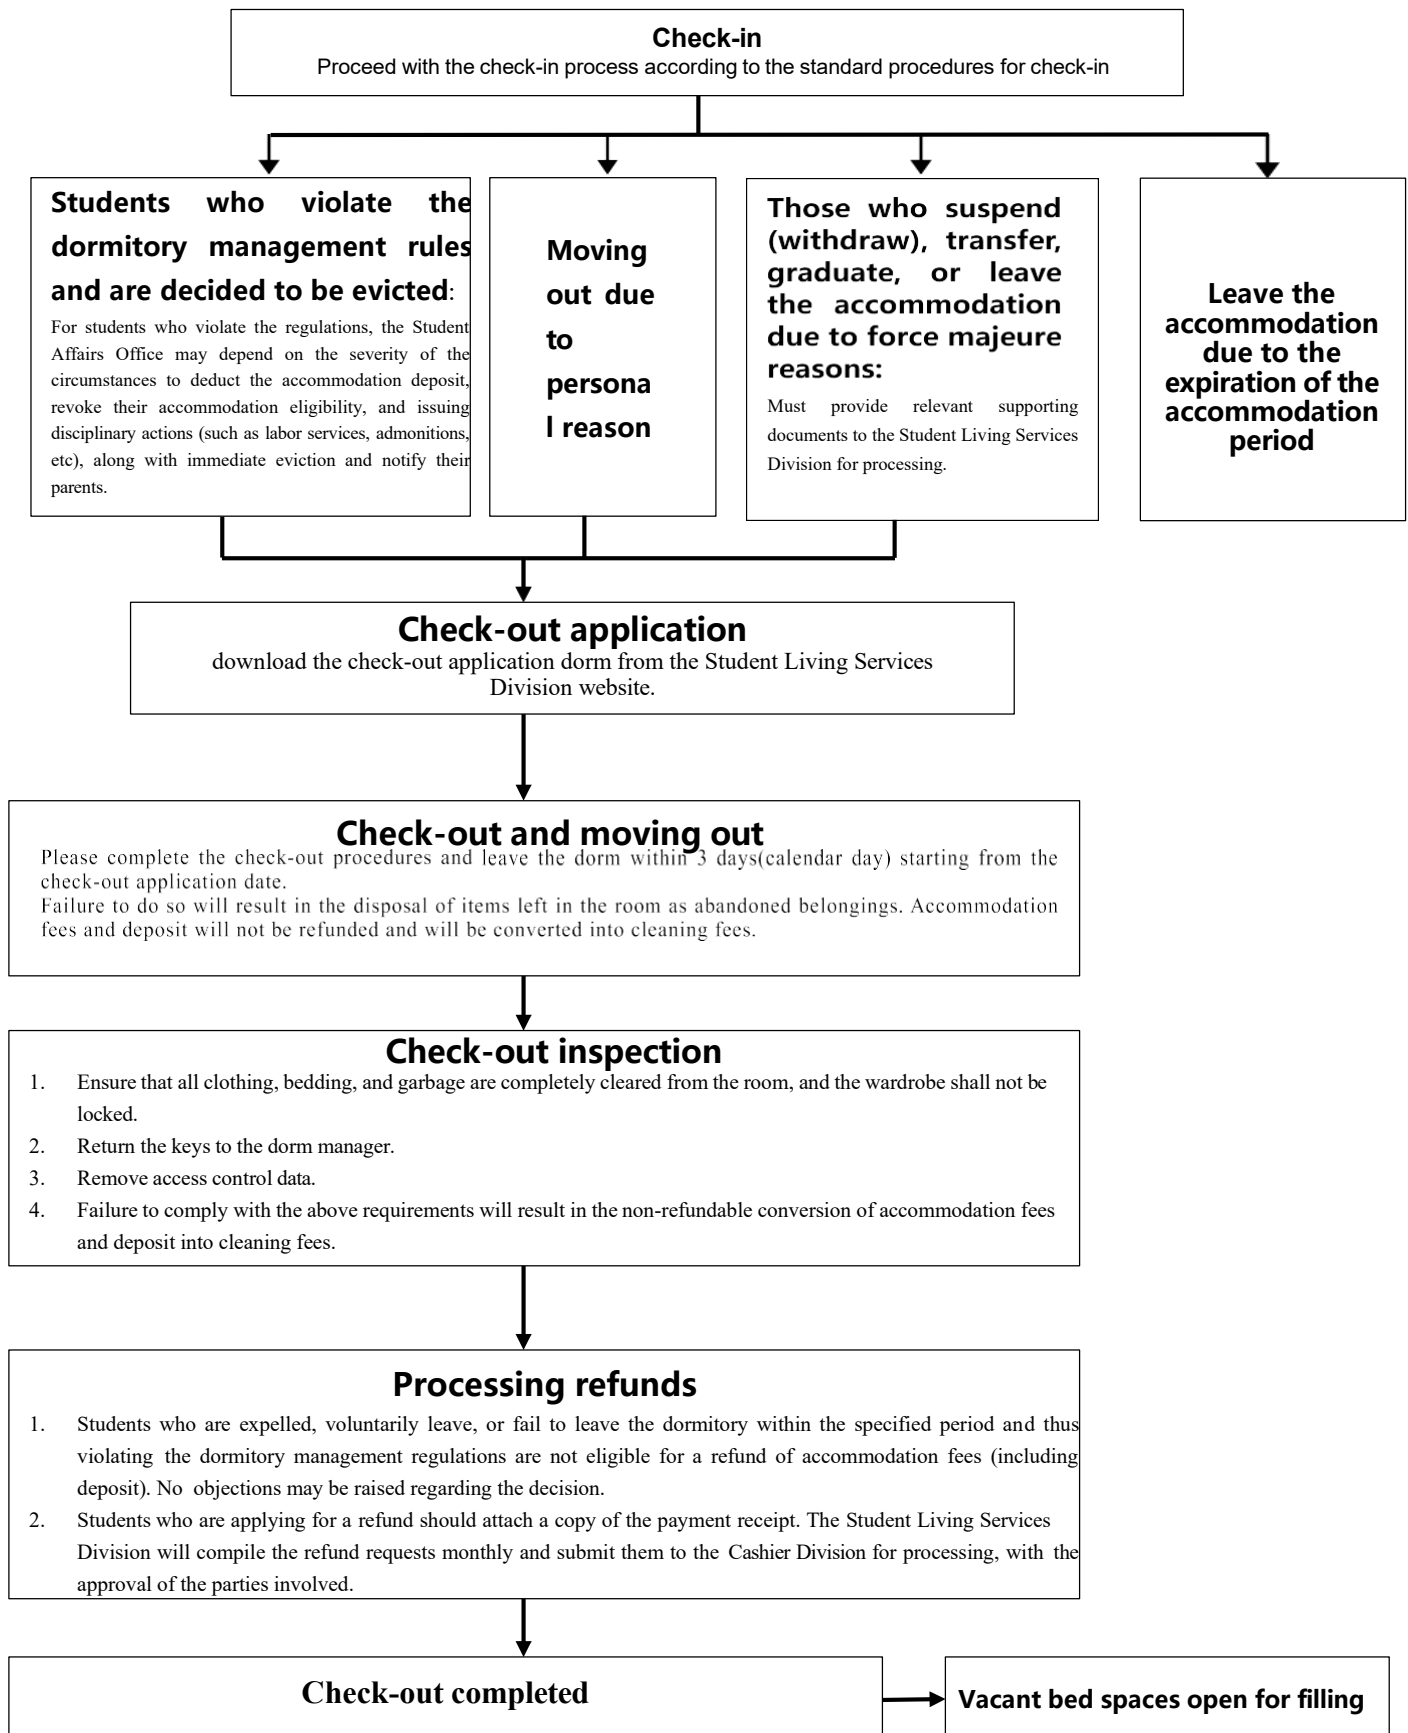 Check-in
Proceed with the check-in process according to the standard procedures for check-in
Students who violate the
dormitory management rules
and are decided to be evicted:
For students who violate the regulations, the Student
Affairs Office may depend on the severity of the
circumstances to deduct the accommodation deposit,
revoke their accommodation eligibility, and issuing
disciplinary actions (such as labor services, admonitions,
etc), along with immediate eviction and notify their
parents.
Moving
out due
to
persona
l reason
Those who suspend
(withdraw), transfer,
graduate, or leave
the accommodation
due to force majeure
reasons:
Must provide relevant supporting
documents to the Student Living Services
Division for processing.
Leave the
accommodation
due to the
expiration of the
accommodation
period
Check-out application
download the check-out application dorm from the Student Living Services
Division website.
Check-out and moving out
Please complete the check-out procedures and leave the dorm within 3 days(calendar day) starting from the
check-out application date.
Failure to do so will result in the disposal of items left in the room as abandoned belongings. Accommodation
fees and deposit will not be refunded and will be converted into cleaning fees.
Check-out inspection
1. Ensure that all clothing, bedding, and garbage are completely cleared from the room, and the wardrobe shall not be
locked.
2. Return the keys to the dorm manager.
3. Remove access control data.
4. Failure to comply with the above requirements will result in the non-refundable conversion of accommodation fees
and deposit into cleaning fees.
Processing refunds
1. Students who are expelled, voluntarily leave, or fail to leave the dormitory within the specified period and thus
violating the dormitory management regulations are not eligible for a refund of accommodation fees (including
deposit). No objections may be raised regarding the decision.
2. Students who are applying for a refund should attach a copy of the payment receipt. The Student Living Services
Division will compile the refund requests monthly and submit them to the Cashier Division for processing, with the
approval of the parties involved.
Check-out completed
Vacant bed spaces open for filling